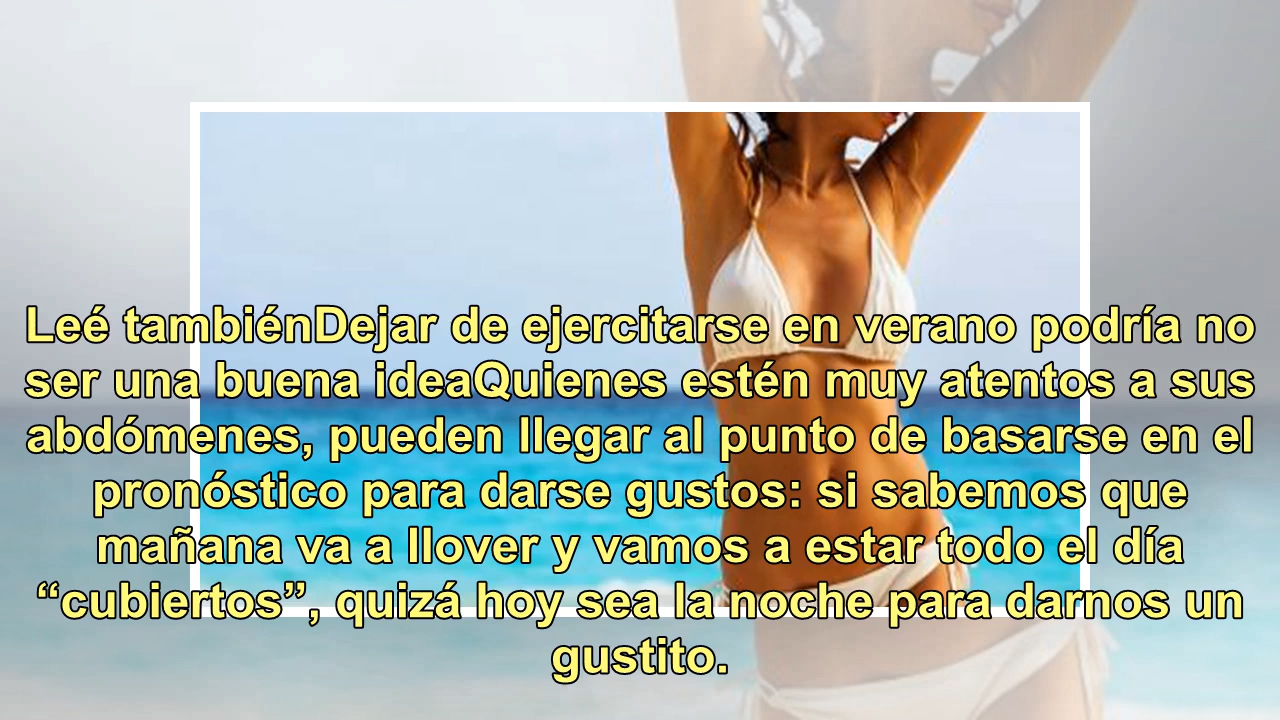 Leé tambiénDejar de ejercitarse en verano podría no
ser una buena ideaQuienes estén muy atentos a sus
abdómenes, pueden llegar al punto de basarse en el
pronóstico para darse gustos: si sabemos que
mañana va a llover y vamos a estar todo el día
“cubiertos”, quizá hoy sea la noche para darnos un
gustito.